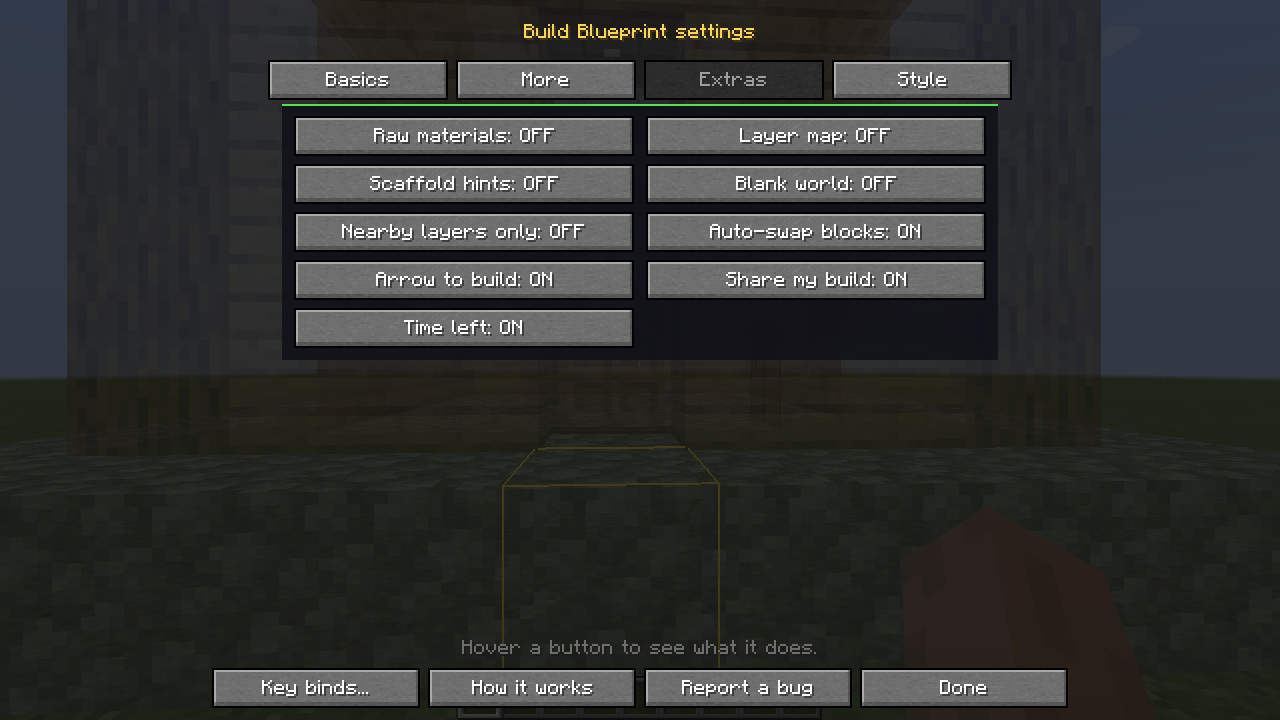 Build Blueprint settings
Basics
More
Extras
Style
Raw materials: OFF
Layer map: OFF
Scaffold hints: OFF
Blank world: OFF
Nearby layers only: OFF
Auto-swap blocks: ON
Arrow to build: ON
Share my build: ON
Time left: ON
Hover a button to see what it does.
Key binds...
How it works
Report a bug
Done